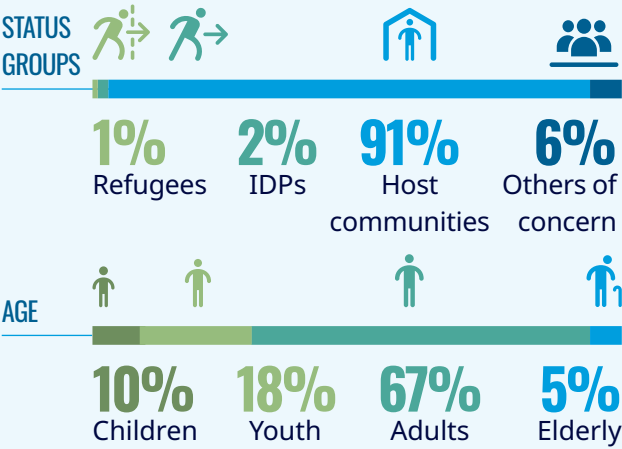 STATUS
GROUPS
1% 2% 91% 6%
Refugees IDPs Host Others of
communities concern
AGE
10% 18% 67% 5%
Children Youth Adults Elderly